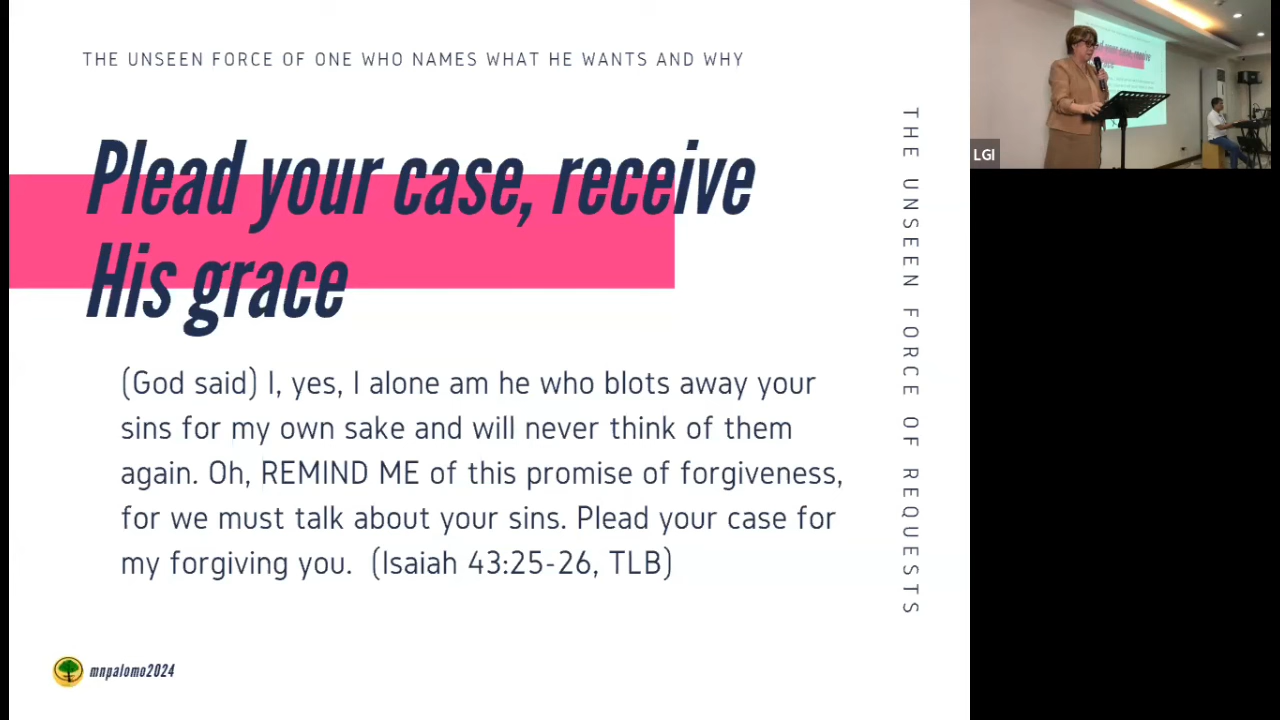 THE UNSEEN FORCE OF ONE WHO NAMES WHAT HE WANTS AND WHY
Plead your case, receive
His grace
(God said) I, yes, I alone am he who blots away your
sins for my own sake and will never think of them
again. Oh, REMIND ME of this promise of forgiveness,
for we must talk about your sins. Plead your case for
my forgiving you. (Isaiah 43:25-26, TLB)
THE UNSEEN FORCE OF REQUESTS
mnpalomo2024
LGI